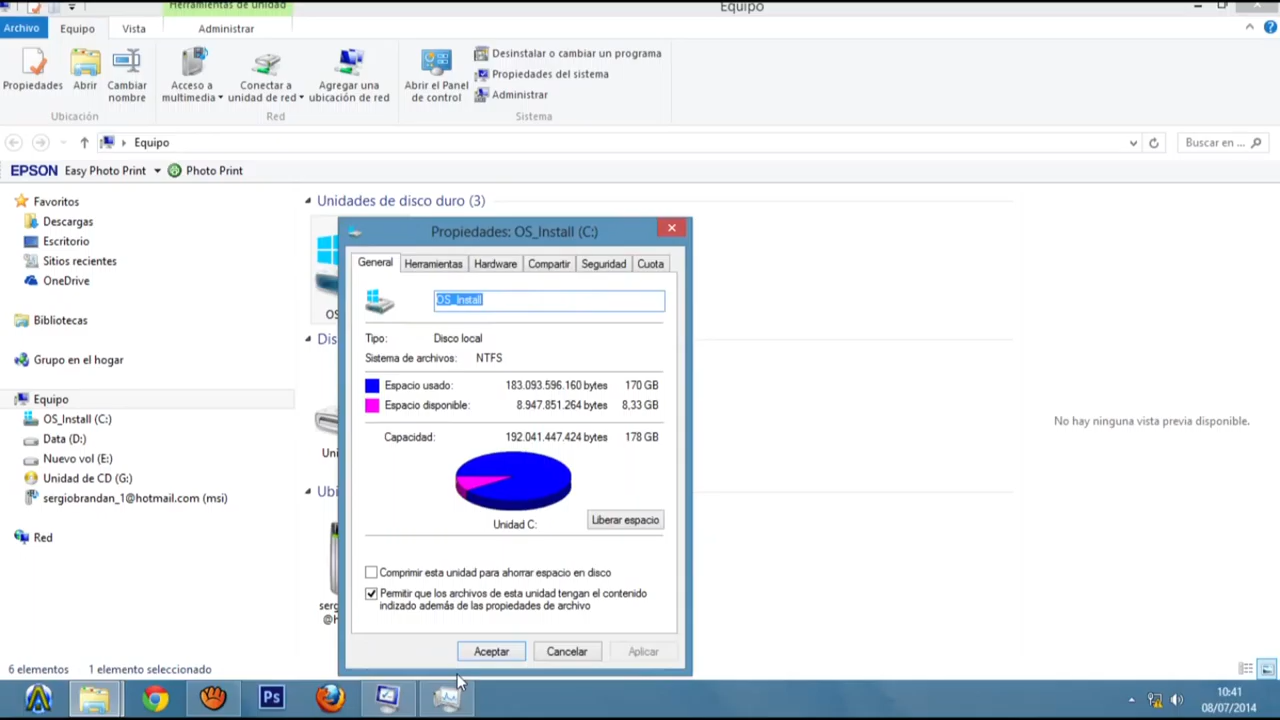 Herramientas de unidad
Equipo
Archivo
Equipo
Vista
Administrar
Propiedades
Abrir
Cambiar
nombre
Acceso a
multimedia
Conectar a
unidad de red
Agregar una
ubicación de red
Abrir el Panel
de control
Desinstalar o cambiar un programa
Propiedades del sistema
Administrar
Ubicación
Red
Sistema
Equipo
Buscar en ...
EPSON Easy Photo Print
Photo Print
Favoritos
Descargas
Escritorio
Sitios recientes
OneDrive
Bibliotecas
Grupo en el hogar
Equipo
OS_Install (C:)
Data (D:)
Nuevo vol (E:)
Unidad de CD (G:)
sergiobrandan_1@hotmail.com (msi)
Red
Unidades de disco duro (3)
OS
Dis
Uni
Ubi
serg
@h
Propiedades: OS_Install (C:)
General
Herramientas
Hardware
Compartir
Seguridad
Cuota
OS_Install
Tipo: Disco local
Sistema de archivos: NTFS
Espacio usado: 183.093.596.160 bytes 170 GB
Espacio disponible: 8.947.851.264 bytes 8,33 GB
Capacidad: 192.041.447.424 bytes 178 GB
Unidad C:
Liberar espacio
Comprimir esta unidad para ahorrar espacio en disco
Permitir que los archivos de esta unidad tengan el contenido
indizado además de las propiedades de archivo
Aceptar
Cancelar
Aplicar
No hay ninguna vista previa disponible.
6 elementos
1 elemento seleccionado
Ps
10:41
08/07/2014